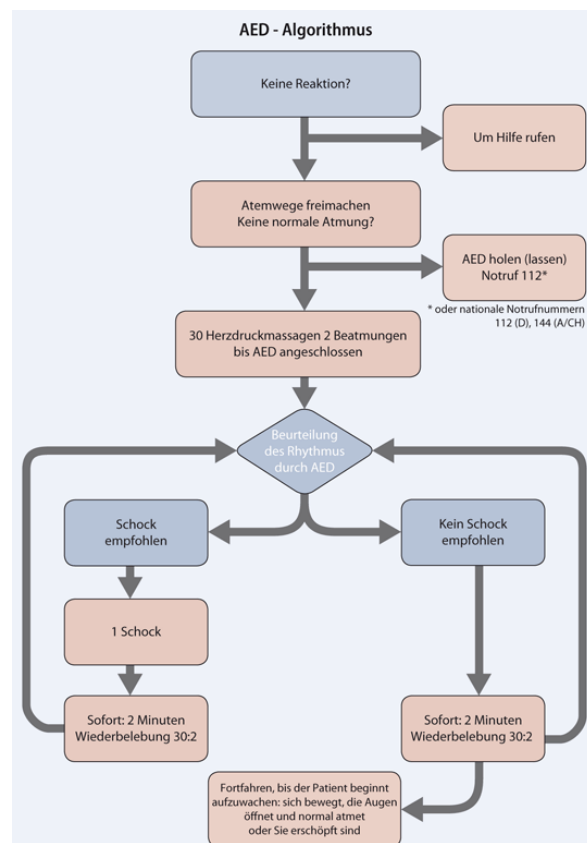 AED - Algorithmus
Keine Reaktion?
Um Hilfe rufen
Atemwege freimachen
Keine normale Atmung?
AED holen (lassen)
Notruf 112*
* oder nationale Notrufnummern
112 (D), 144 (A/CH)
30 Herzdruckmassagen 2 Beatmungen
bis AED angeschlossen
Beurteilung
des Rhythmus
durch AED
Schock
empfohlen
Kein Schock
empfohlen
1 Schock
Sofort: 2 Minuten
Wiederbelebung 30:2
Sofort: 2 Minuten
Wiederbelebung 30:2
Fortfahren, bis der Patient beginnt
aufzuwachen: sich bewegt, die Augen
öffnet und normal atmet
oder Sie erschöpft sind